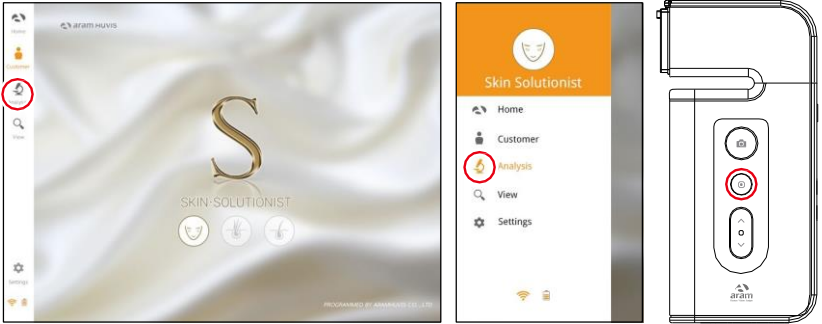 aram HUVIS
Home
Customer
View
Settings
S
SKIN·SOLUTIONIST
PROGRAMMED BY ARAMHUVIS CO., LTD
Skin Solutionist
Home
Customer
Analysis
View
Settings
aram